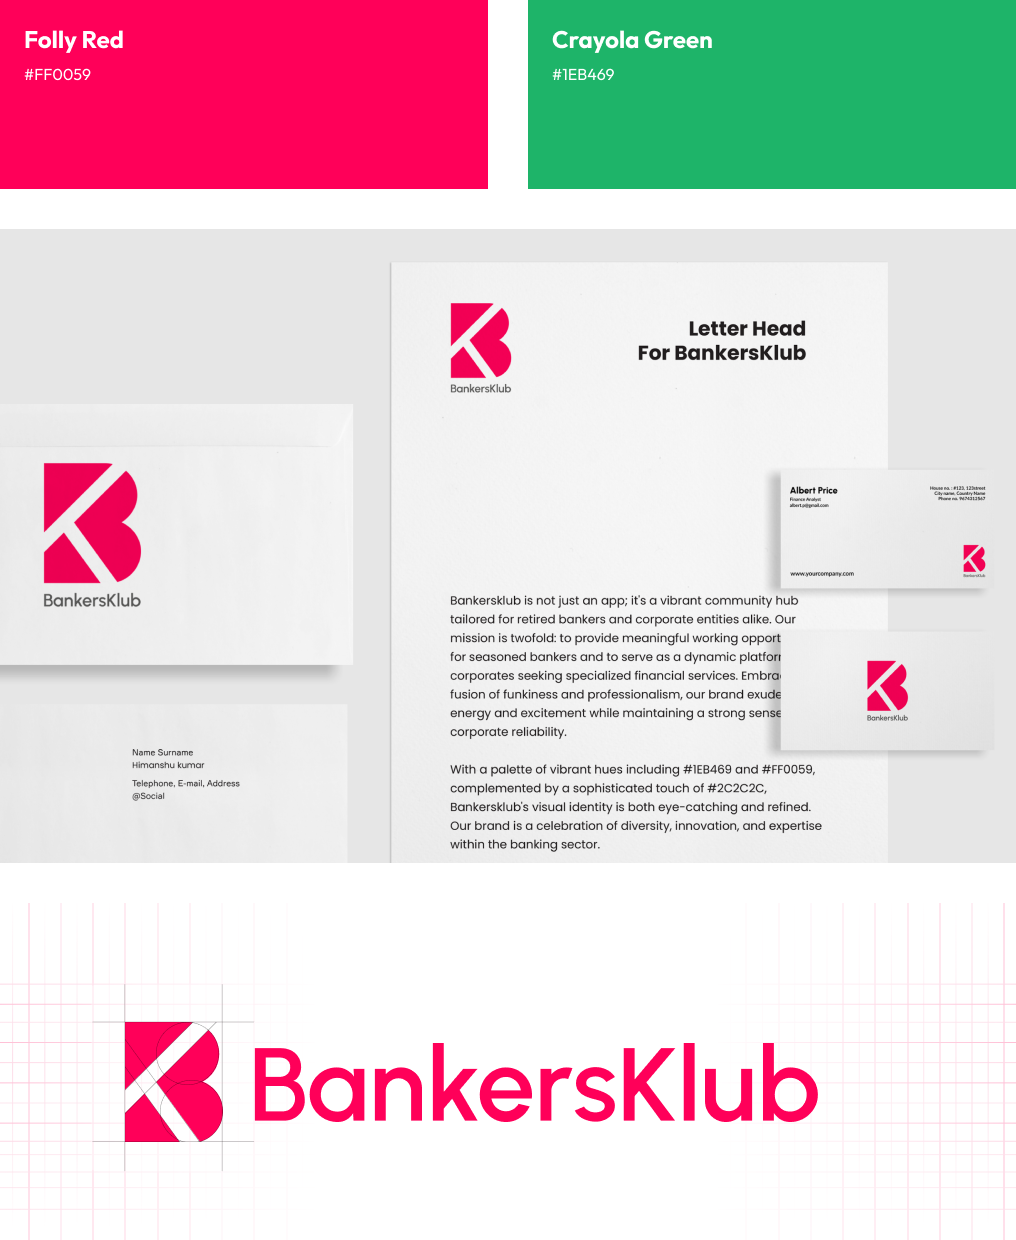 Folly Red
#FF0059
Crayola Green
#1EB469
BankersKlub
Letter Head
For BankersKlub
BankersKlub
Albert Price
Finance Analyst
albert.p@gmail.com
House no. : #123, 123street
City name, Country Name
Phone no. 9674212567
www.yourcompany.com
BankersKlub
Bankersklub is not just an app; it's a vibrant community hub
tailored for retired bankers and corporate entities alike. Our
mission is twofold: to provide meaningful working opport
for seasoned bankers and to serve as a dynamic platfor
corporates seeking specialized financial services. Embra
fusion of funkiness and professionalism, our brand exude
energy and excitement while maintaining a strong sense
corporate reliability.
With a palette of vibrant hues including #1EB469 and #FF0059,
complemented by a sophisticated touch of #2C2C2C,
Bankersklub's visual identity is both eye-catching and refined.
Our brand is a celebration of diversity, innovation, and expertise
within the banking sector.
BankersKlub
Name Surname
Himanshu kumar
Telephone, E-mail, Address
@Social
BankersKlub